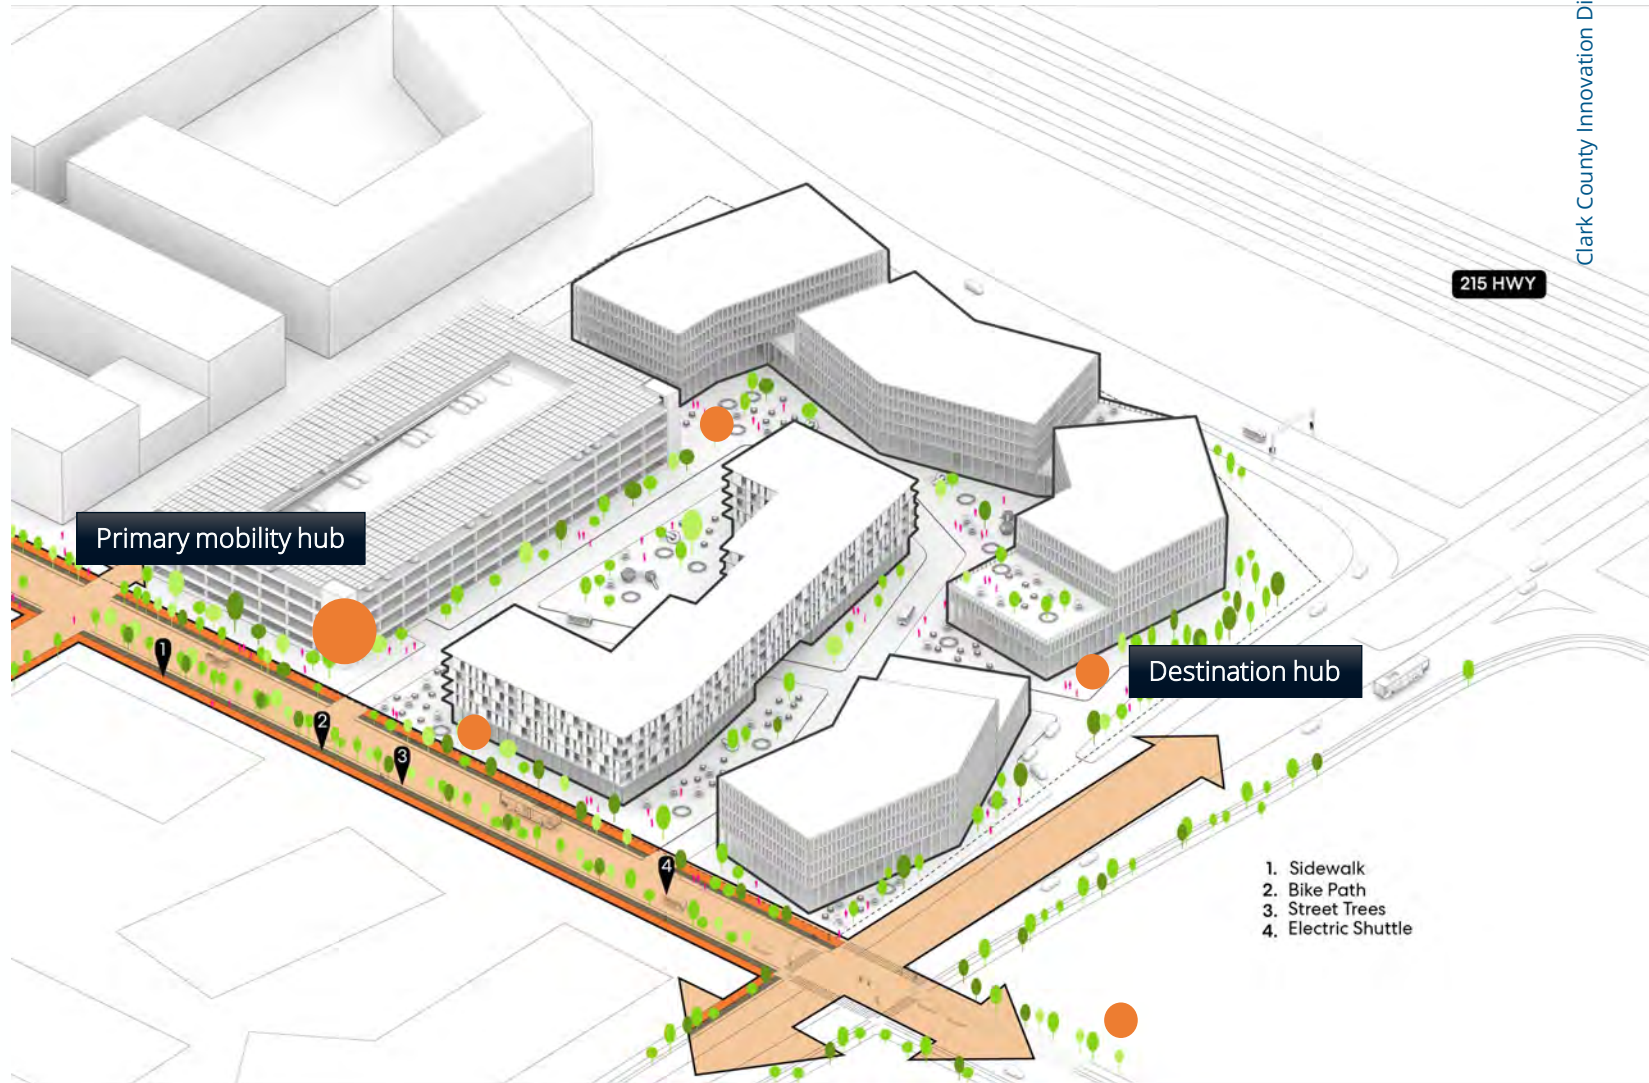 Clark County Innovation Di
215 HWY
Primary mobility hub
Destination hub
1
2
3
4
1. Sidewalk
2. Bike Path
3. Street Trees
4. Electric Shuttle